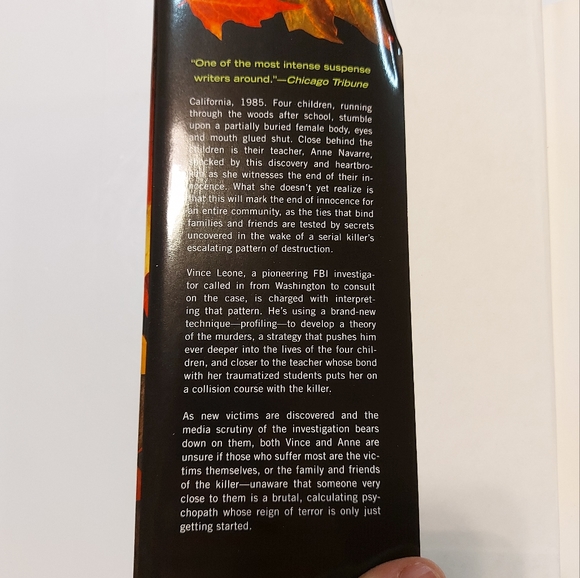 "One of the most intense suspense
writers around."—Chicago Tribune
California, 1985. Four children, running
through the woods after school, stumble
upon a partially buried female body, eyes
and mouth glued shut. Close behind the
children is their teacher, Anne Navarre,
shocked by this discovery and heartbro-
ken as she witnesses the end of their in-
nocence. What she doesn't yet realize is
that this will mark the end of innocence for
an entire community, as the ties that bind
families and friends are tested by secrets
uncovered in the wake of a serial killer's
escalating pattern of destruction.
Vince Leone, a pioneering FBI investiga-
tor called in from Washington to consult
on the case, is charged with interpret-
ing that pattern. He's using a brand-new
technique—profiling—to develop a theory
of the murders, a strategy that pushes him
ever deeper into the lives of the four chil-
dren, and closer to the teacher whose bond
with her traumatized students puts her on
a collision course with the killer.
As new victims are discovered and the
media scrutiny of the investigation bears
down on them, both Vince and Anne are
unsure if those who suffer most are the vic-
tims themselves, or the family and friends
of the killer—unaware that someone very
close to them is a brutal, calculating psy-
chopath whose reign of terror is only just
getting started.